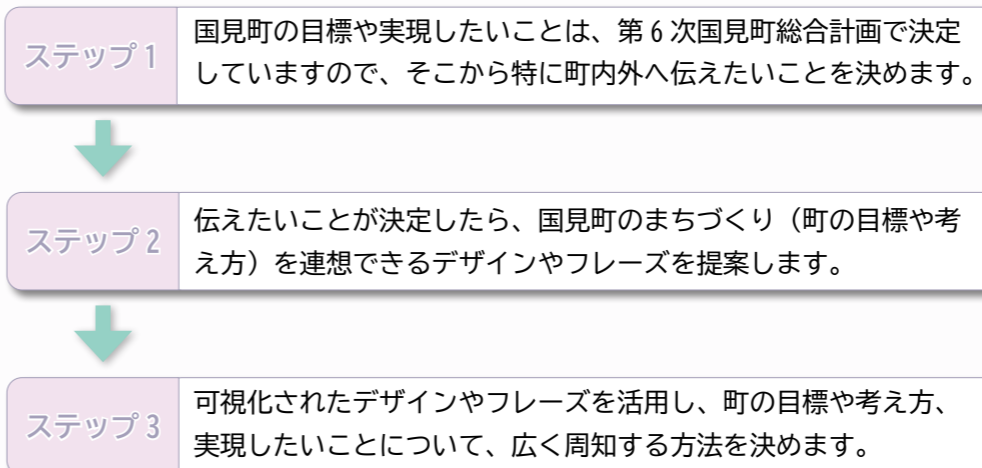 ステップ1
国見町の目標や実現したいことは、第6次国見町総合計画で決定
していますので、そこから特に町内外へ伝えたいことを決めます。
ステップ2
伝えたいことが決定したら、国見町のまちづくり（町の目標や考
え方）を連想できるデザインやフレーズを提案します。
ステップ3
可視化されたデザインやフレーズを活用し、町の目標や考え方、
実現したいことについて、広く周知する方法を決めます。